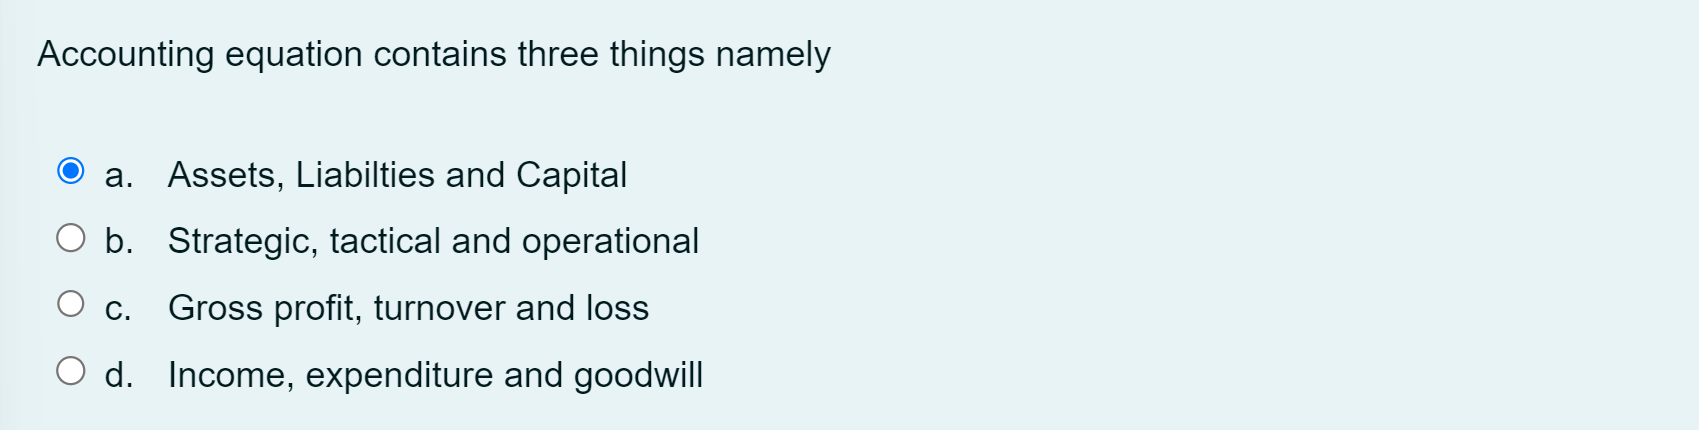 Accounting equation contains three things namely
a. Assets, Liabilties and Capital
b. Strategic, tactical and operational
c. Gross profit, turnover and loss
d. Income, expenditure and goodwill